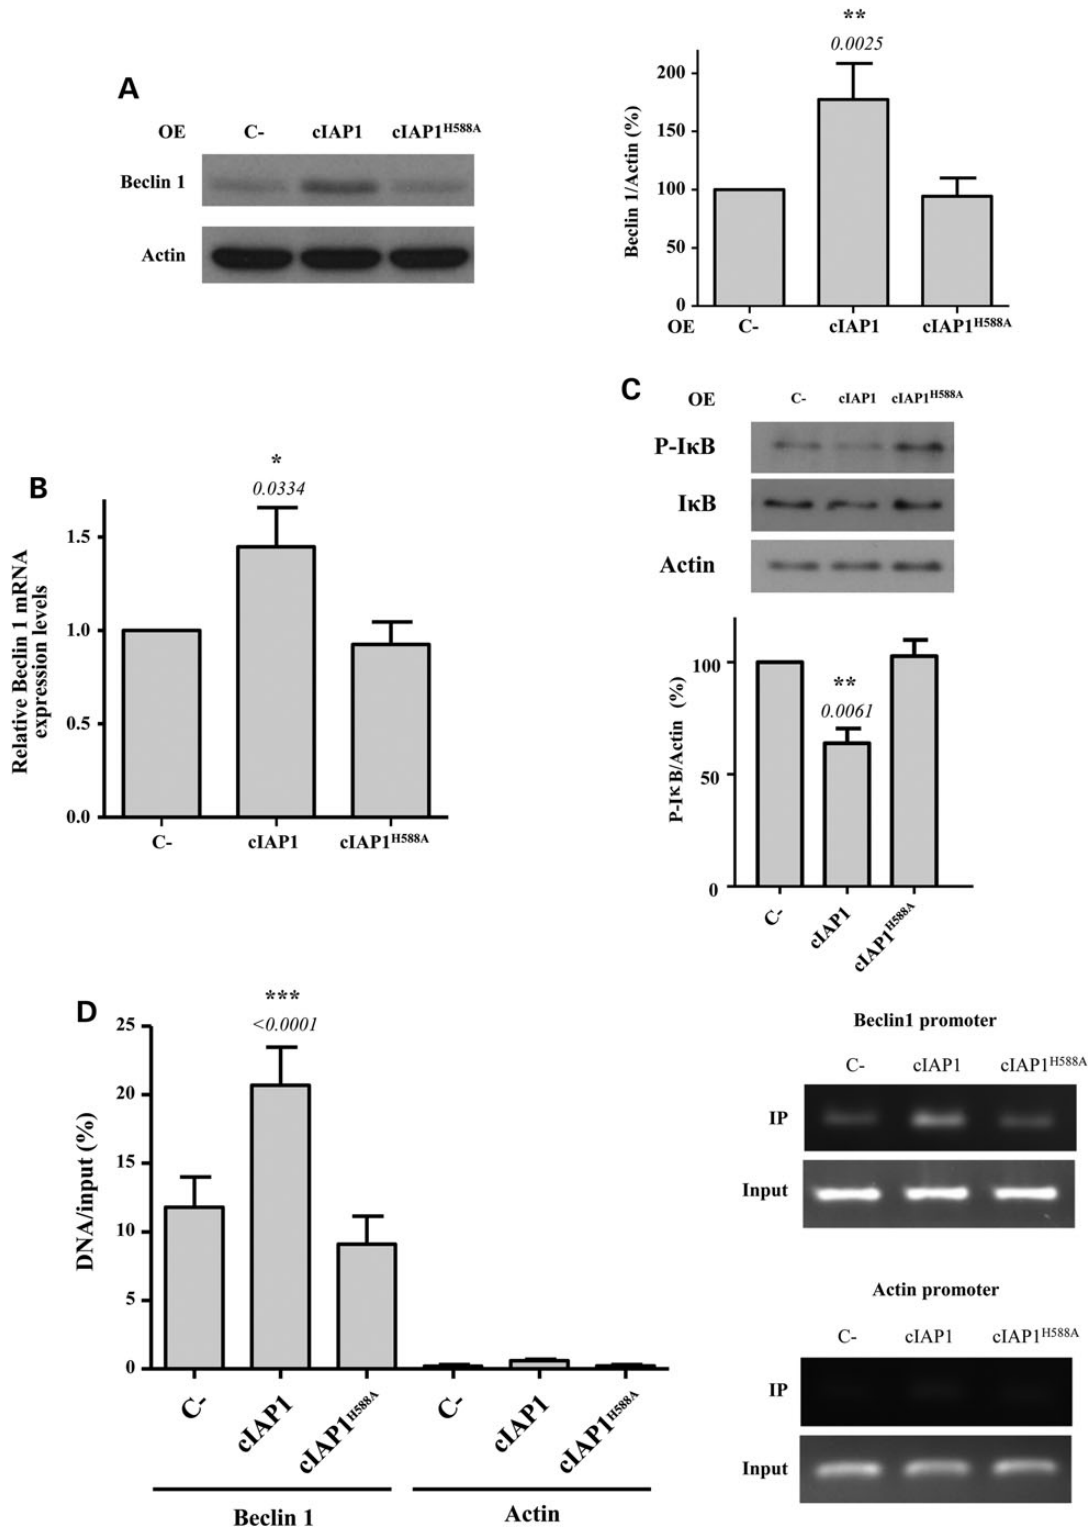 A
OE C- cIAP1 cIAP1H588A
Beclin 1
Actin
**
0.0025
Beclin 1/Actin (%)
200
150
100
50
0
OE C- cIAP1 cIAP1H588A
B
*
0.0334
Relative Beclin 1 mRNA
expression levels
1.5
1.0
0.5
0.0
C- cIAP1 cIAP1H588A
C
OE C- cIAP1 cIAP1H588A
P-IκB
IκB
Actin
P-IκB/Actin (%)
100
50
0
**
0.0061
C- cIAP1 cIAP1H588A
D
***
<0.0001
DNA/input (%)
25
20
15
10
5
0
C- cIAP1 cIAP1H588A C- cIAP1 cIAP1H588A
Beclin 1 Actin
Beclin1 promoter
C- cIAP1 cIAP1H588A
IP
Input
Actin promoter
C- cIAP1 cIAP1H588A
IP
Input